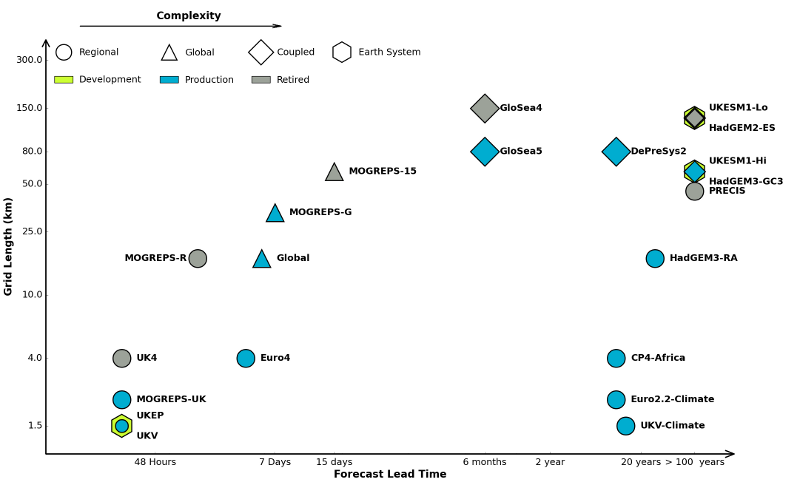 Complexity
Regional Global Coupled Earth System
Development Production Retired
Grid Length (km)
300.0
150.0
80.0
50.0
25.0
10.0
4.0
1.5
GloSea4
UKESM1-Lo
HadGEM2-ES
GloSea5
DePreSys2
UKESM1-Hi
MOGREPS-15
HadGEM3-GC3
PRECIS
MOGREPS-G
MOGREPS-R
Global
HadGEM3-RA
UK4
Euro4
CP4-Africa
MOGREPS-UK
Euro2.2-Climate
UKEP
UKV-Climate
UKV
48 Hours 7 Days 15 days 6 months 2 year 20 years > 100 years
Forecast Lead Time